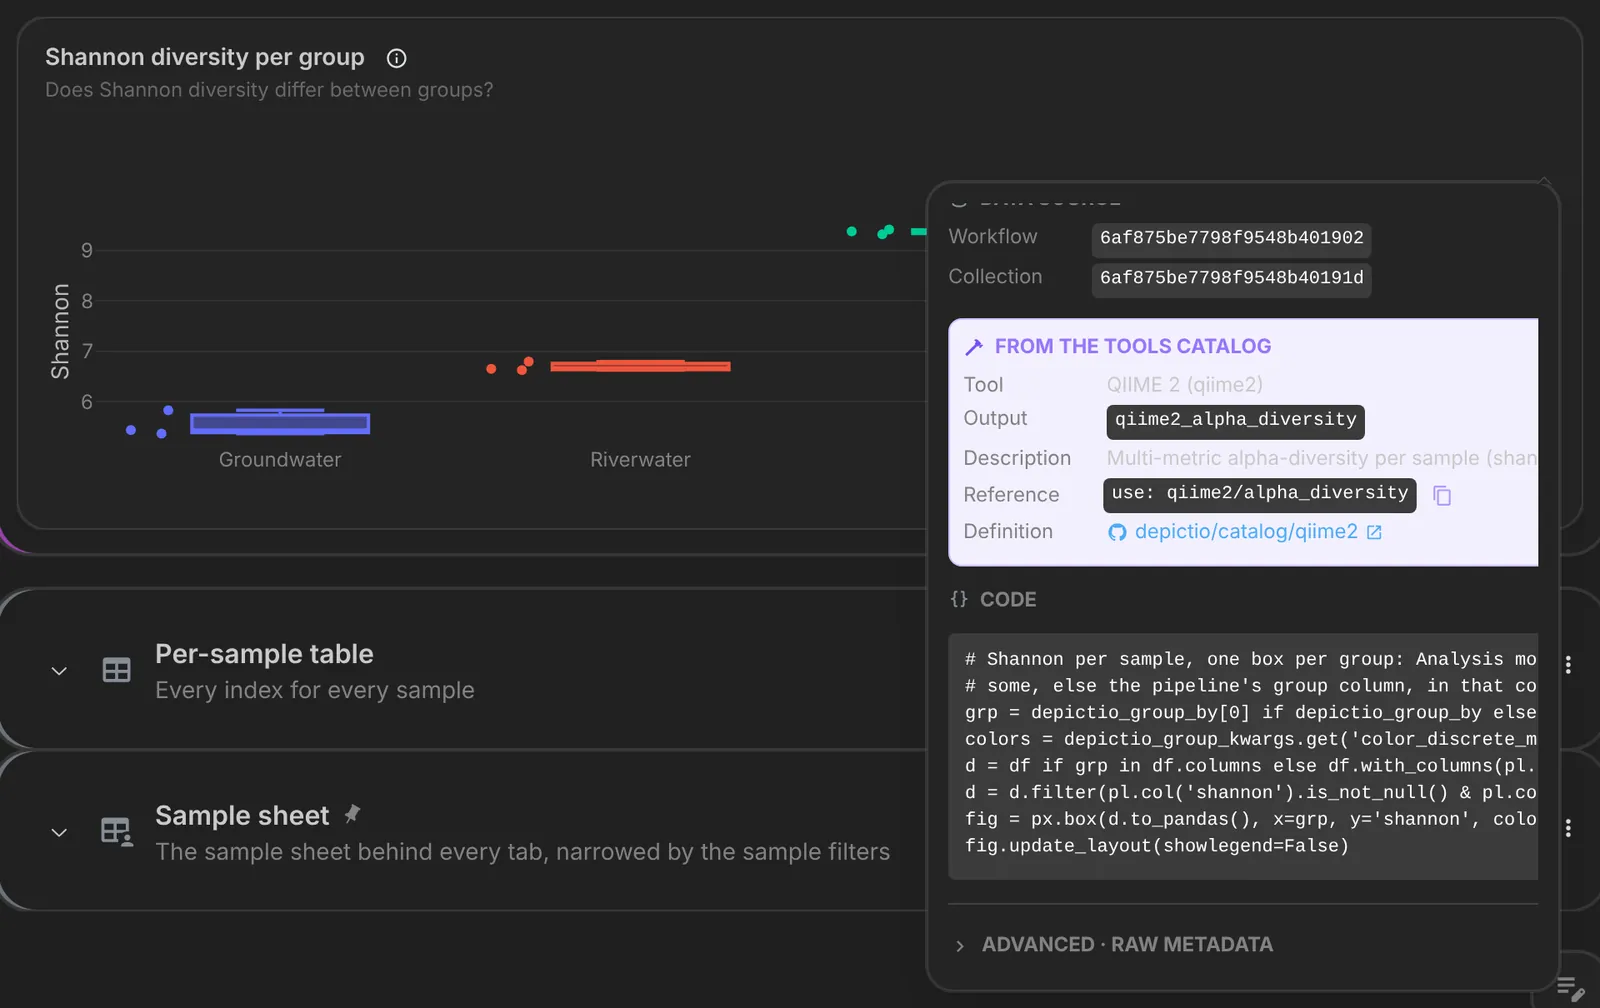 Shannon diversity per group
Does Shannon diversity differ between groups?
Shannon
9
8
7
6
Groundwater
Riverwater
Workflow 6af875be7798f9548b401902
Collection 6af875be7798f9548b40191d
FROM THE TOOLS CATALOG
Tool QIIME 2 (qiime2)
Output qiime2_alpha_diversity
Description Multi-metric alpha-diversity per sample (shan
Reference use: qiime2/alpha_diversity
Definition depictio/catalog/qiime2
{} CODE
# Shannon per sample, one box per group: Analysis mo
# some, else the pipeline's group column, in that co
grp = depictio_group_by[0] if depictio_group_by else
colors = depictio_group_kwargs.get('color_discrete_m
d = df if grp in df.columns else df.with_columns(pl.
d = d.filter(pl.col('shannon').is_not_null() & pl.co
fig = px.box(d.to_pandas(), x=grp, y='shannon', colo
fig.update_layout(showlegend=False)
ADVANCED · RAW METADATA
Per-sample table
Every index for every sample
Sample sheet
The sample sheet behind every tab, narrowed by the sample filters